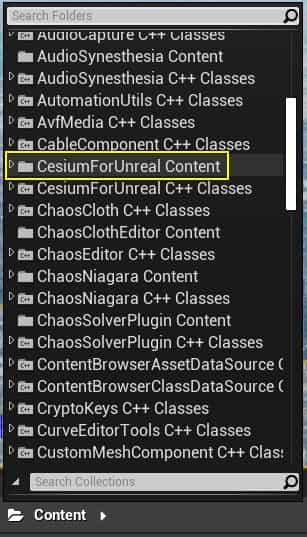 Search Folders
AudioCapture C++ Classes
AudioSynesthesia Content
AudioSynesthesia C++ Classes
AutomationUtils C++ Classes
AvfMedia C++ Classes
CableComponent C++ Classes
CesiumForUnreal Content
CesiumForUnreal C++ Classes
ChaosCloth C++ Classes
ChaosClothEditor Content
ChaosEditor C++ Classes
ChaosNiagara Content
ChaosNiagara C++ Classes
ChaosSolverPlugin Content
ChaosSolverPlugin C++ Classes
ContentBrowserAssetDataSource C
ContentBrowserClassDataSource C
CryptoKeys C++ Classes
CurveEditorTools C++ Classes
CustomMeshComponent C++ Class
Search Collections
Content